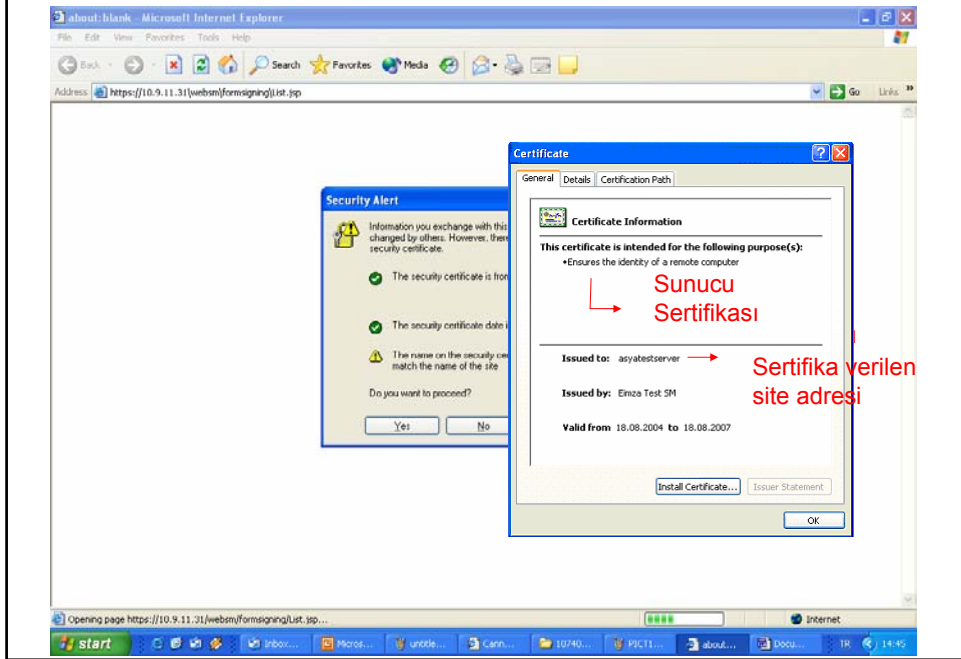 about:blank - Microsoft Internet Explorer
File Edit View Favorites Tools Help
Back Search Favorites Media
Address https://10.9.11.31\websm\formsigning\List.jsp Go Links »
Certificate
General Details Certification Path
Certificate Information
This certificate is intended for the following purpose(s):
•Ensures the identity of a remote computer
Sunucu
Sertifikası
Issued to: asyatestserver
Sertifika verilen
site adresi
Issued by: Eimza Test SM
Valid from 18.08.2004 to 18.08.2007
Install Certificate... Issuer Statement
OK
Security Alert
Information you exchange with this
changed by others. However, there
security certificate.
The security certificate is from
The security certificate date i
The name on the security cer
match the name of the site
Do you want to proceed?
Yes No
Opening page https://10.9.11.31/websm/formsigning/List.jsp... Internet
start Inbox... Micros... untitle... Cann... 10740... PICT1... about... Docu... TR 14:45